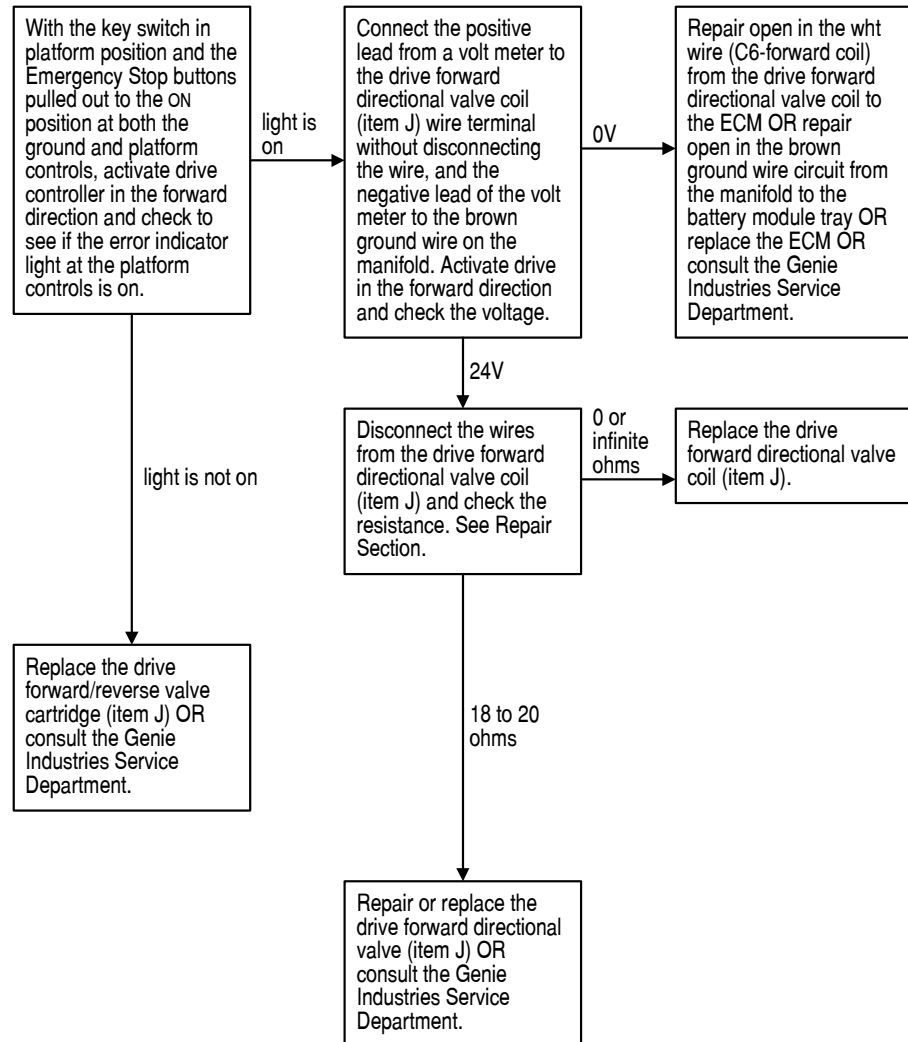 With the key switch in
platform position and the
Emergency Stop buttons
pulled out to the ON
position at both the
ground and platform
controls, activate drive
controller in the forward
direction and check to
see if the error indicator
light at the platform
controls is on.
light is
on
Connect the positive
lead from a volt meter to
the drive forward
directional valve coil
(item J) wire terminal
without disconnecting
the wire, and the
negative lead of the volt
meter to the brown
ground wire on the
manifold. Activate drive
in the forward direction
and check the voltage.
0V
Repair open in the wht
wire (C6-forward coil)
from the drive forward
directional valve coil to
the ECM OR repair
open in the brown
ground wire circuit from
the manifold to the
battery module tray OR
replace the ECM OR
consult the Genie
Industries Service
Department.
24V
light is not on
Disconnect the wires
from the drive forward
directional valve coil
(item J) and check the
resistance. See Repair
Section.
0 or
infinite
ohms
Replace the drive
forward directional valve
coil (item J).
Replace the drive
forward/reverse valve
cartridge (item J) OR
consult the Genie
Industries Service
Department.
18 to 20
ohms
Repair or replace the
drive forward directional
valve (item J) OR
consult the Genie
Industries Service
Department.